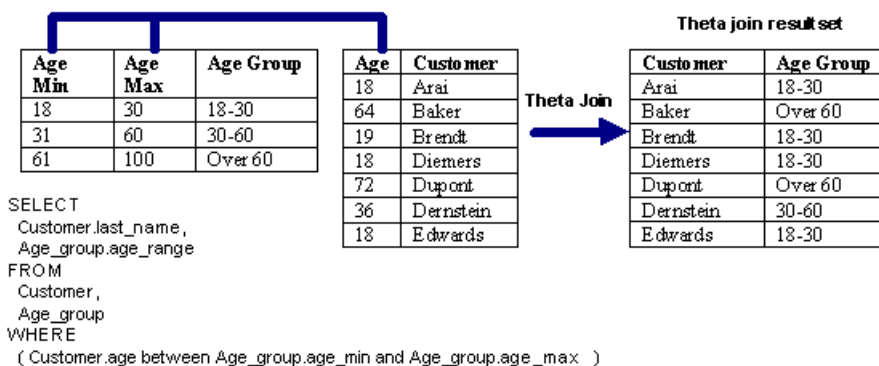 Theta join result set
Age Min Age Max Age Group
18 30 18-30
31 60 30-60
61 100 Over 60
Age Customer
18 Arai
64 Baker
19 Brendt
18 Diemers
72 Dupont
36 Dernstein
18 Edwards
Theta Join
Customer Age Group
Arai 18-30
Baker Over 60
Brendt 18-30
Diemers 18-30
Dupont Over 60
Dernstein 30-60
Edwards 18-30
SELECT
Customer.last_name,
Age_group.age_range
FROM
Customer,
Age_group
WHERE
( Customer.age between Age_group.age_min and Age_group.age_max )